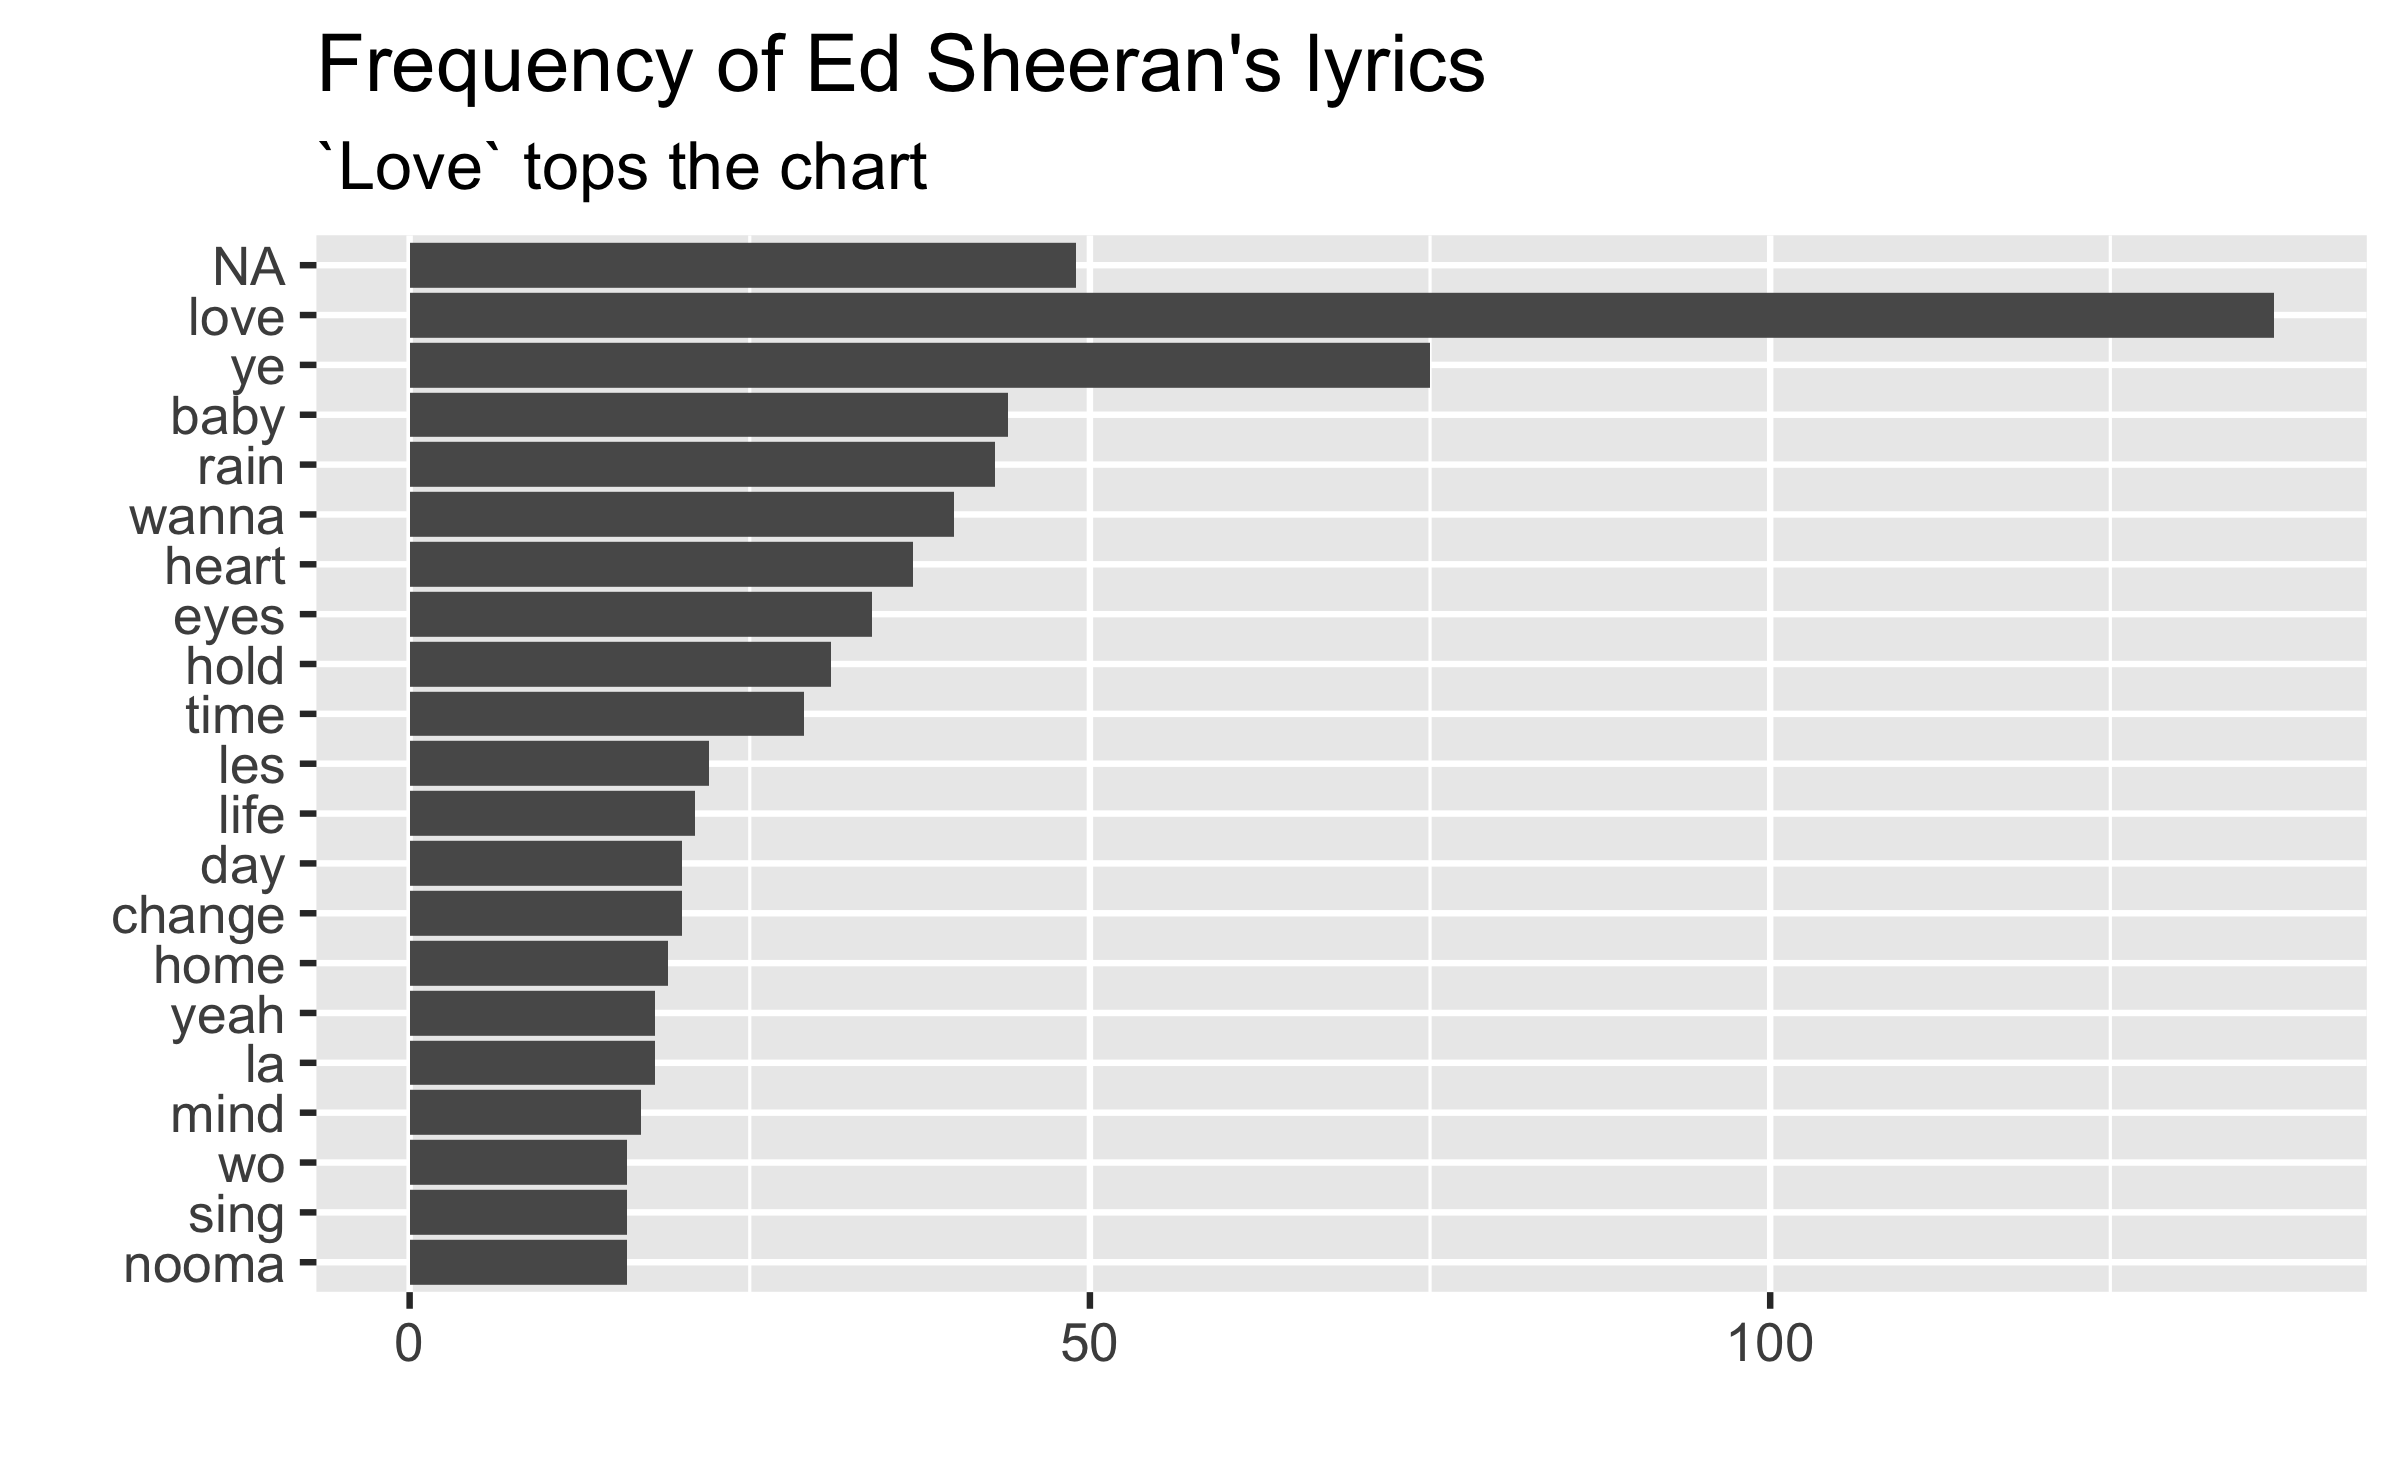 Frequency of Ed Sheeran's lyrics
`Love` tops the chart
NA
love
ye
baby
rain
wanna
heart
eyes
hold
time
les
life
day
change
home
yeah
la
mind
wo
sing
nooma
0 50 100